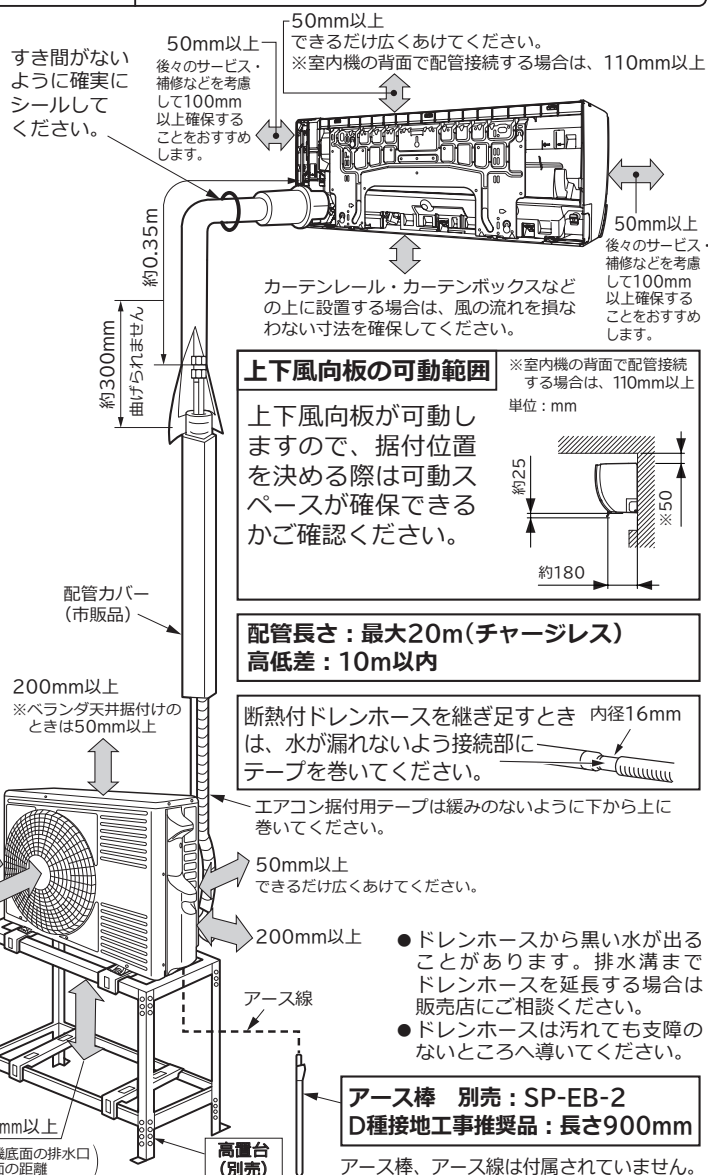 50mm以上
できるだけ広くあけてください。
※室内機の背面で配管接続する場合は、110mm以上
すき間がない
ように確実に
シールして
ください。
50mm以上
後々のサービス・
補修などを考慮
して100mm
以上確保する
ことをおすすめ
します。
50mm以上
後々のサービス・
補修などを考慮
して100mm
以上確保する
ことをおすすめ
します。
約0.35m
約300mm
曲げられません
カーテンレール・カーテンボックスなど
の上に設置する場合は、風の流れを損な
わない寸法を確保してください。
上下風向板の可動範囲
※室内機の背面で配管接続
する場合は、110mm以上
単位：mm
上下風向板が可動し
ますので、据付位置
を決める際は可動ス
ペースが確保できる
かご確認ください。
約25
※50
約180
配管カバー
（市販品）
配管長さ：最大20m(チャージレス)
高低差：10m以内
200mm以上
※ベランダ天井据付けの
ときは50mm以上
断熱付ドレンホースを継ぎ足すとき
は、水が漏れないよう接続部に
テープを巻いてください。
内径16mm
エアコン据付用テープは緩みのないように下から上に
巻いてください。
50mm以上
できるだけ広くあけてください。
200mm以上
●ドレンホースから黒い水が出る
ことがあります。排水溝まで
ドレンホースを延長する場合は
販売店にご相談ください。
●ドレンホースは汚れても支障の
ないところへ導いてください。
アース線
アース棒 別売：SP-EB-2
D種接地工事推奨品：長さ900mm
アース棒、アース線は付属されていません。
mm以上
機底面の排水口
面の距離
高置台
（別売）